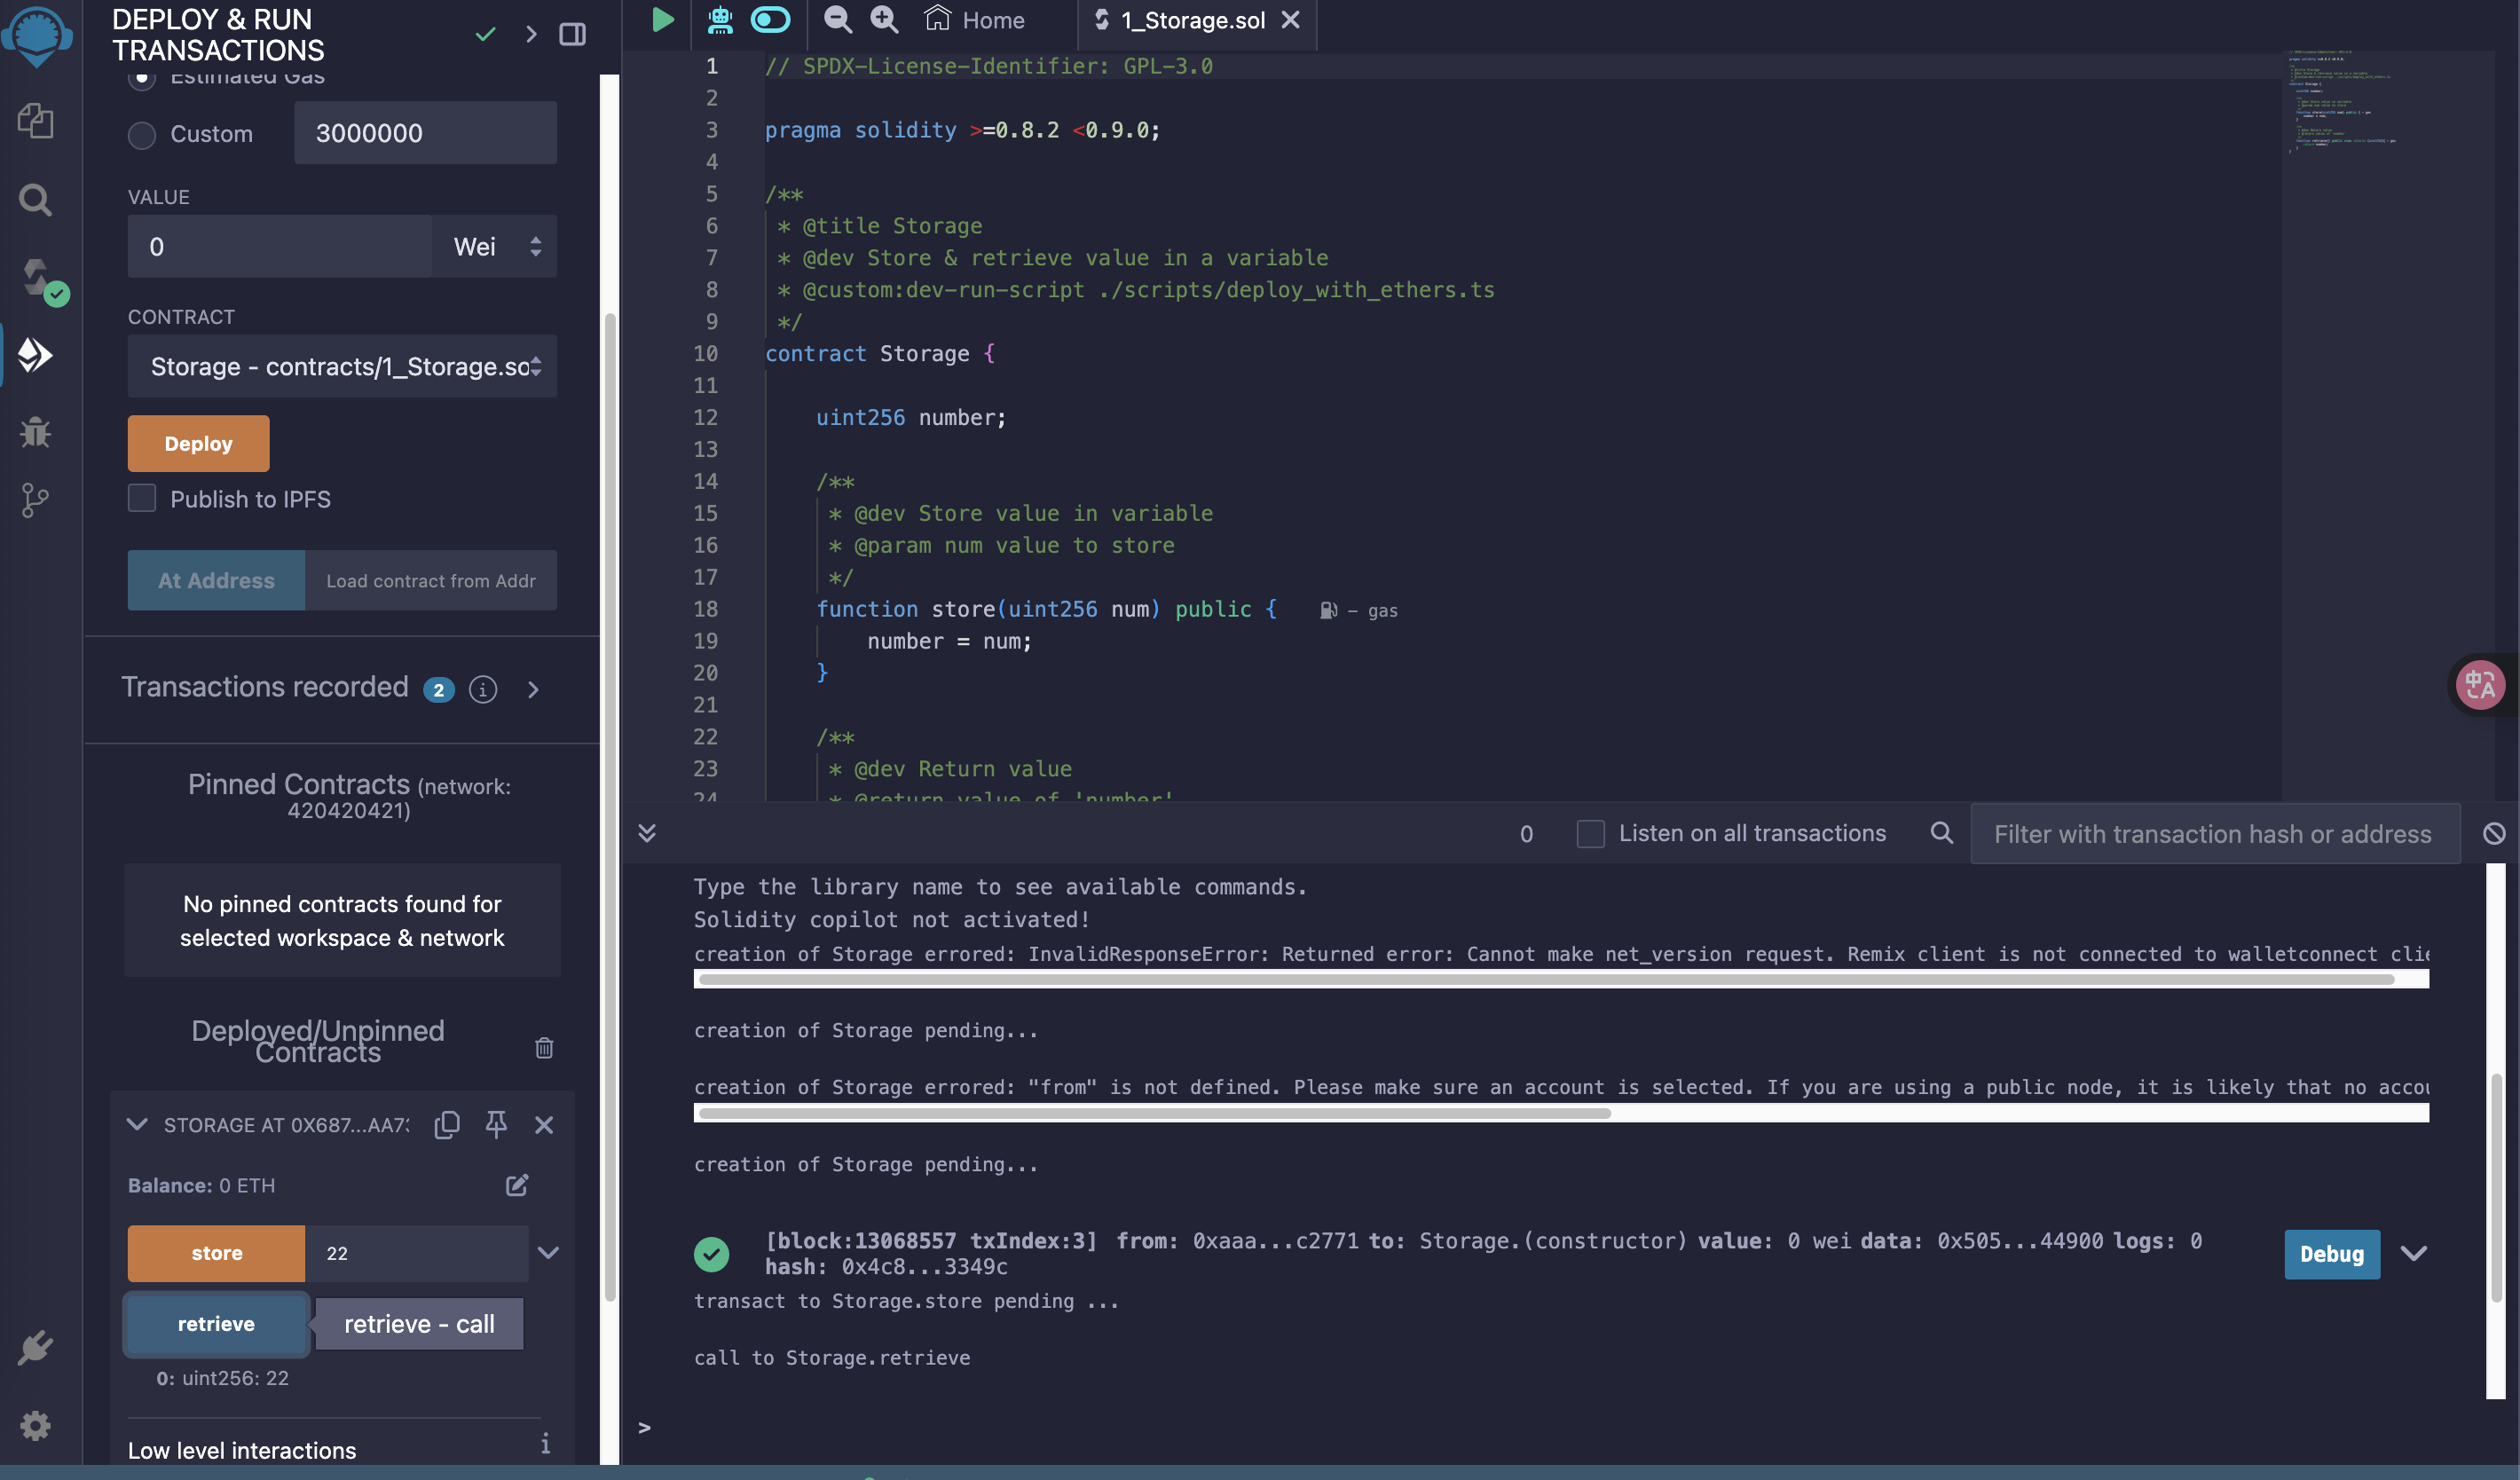 DEPLOY & RUN
TRANSACTIONS
Estimated Gas
Custom
3000000
VALUE
0
Wei
CONTRACT
Storage - contracts/1_Storage.so
Deploy
Publish to IPFS
At Address
Load contract from Addr
Transactions recorded 2 i
Pinned Contracts (network:
420420421)
No pinned contracts found for
selected workspace & network
Deployed/Unpinned
Contracts
STORAGE AT 0X687...AA73
Balance: 0 ETH
store
22
retrieve
retrieve - call
0: uint256: 22
Low level interactions
i
Home
1_Storage.sol
1 // SPDX-License-Identifier: GPL-3.0
2
3 pragma solidity >=0.8.2 <0.9.0;
4
5 /**
6 * @title Storage
7 * @dev Store & retrieve value in a variable
8 * @custom:dev-run-script ./scripts/deploy_with_ethers.ts
9 */
10 contract Storage {
11
12 uint256 number;
13
14 /**
15 * @dev Store value in variable
16 * @param num value to store
17 */
18 function store(uint256 num) public { - gas
19 number = num;
20 }
21
22 /**
23 * @dev Return value
24 * @return value of 'number'
中A
0
Listen on all transactions
Filter with transaction hash or address
Type the library name to see available commands.
Solidity copilot not activated!
creation of Storage errored: InvalidResponseError: Returned error: Cannot make net_version request. Remix client is not connected to walletconnect clie
creation of Storage pending...
creation of Storage errored: "from" is not defined. Please make sure an account is selected. If you are using a public node, it is likely that no accou
creation of Storage pending...
[block:13068557 txIndex:3] from: 0xaaa...c2771 to: Storage.(constructor) value: 0 wei data: 0x505...44900 logs: 0
hash: 0x4c8...3349c
Debug
transact to Storage.store pending ...
call to Storage.retrieve
>